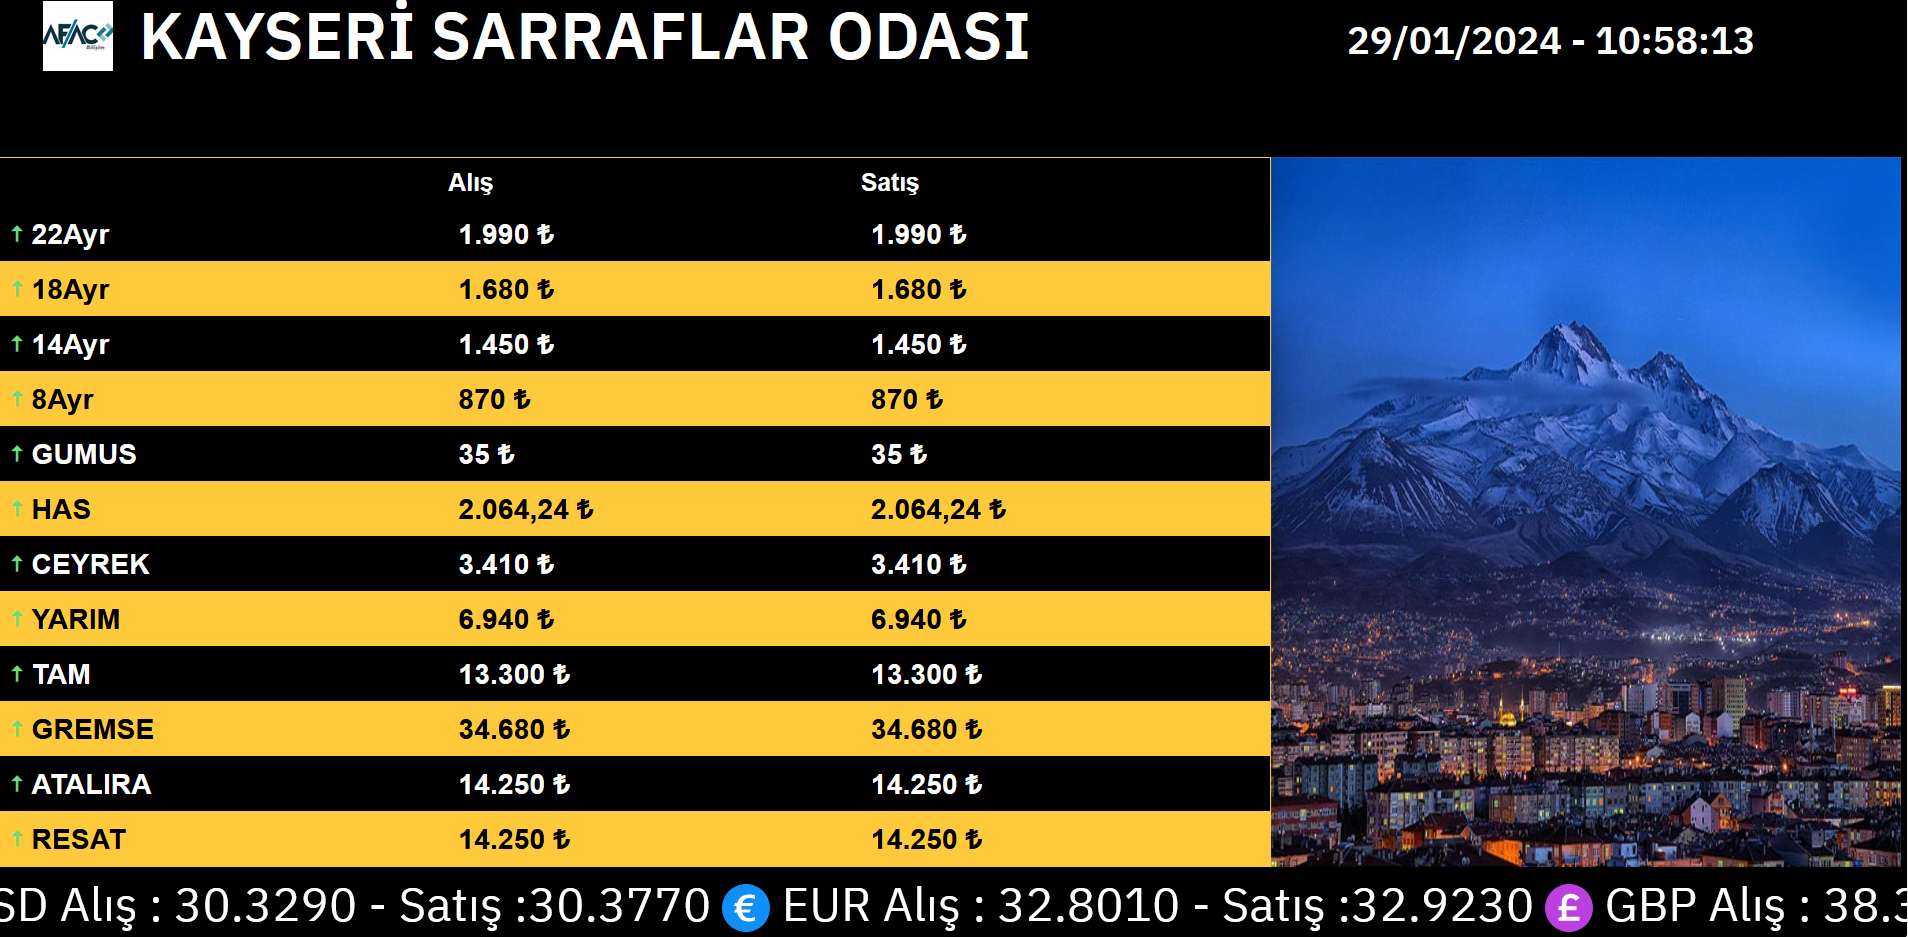 AFAC Bilişim
KAYSERİ SARRAFLAR ODASI
29/01/2024 - 10:58:13
Alış Satış
↑ 22Ayr 1.990 ₺ 1.990 ₺
↑ 18Ayr 1.680 ₺ 1.680 ₺
↑ 14Ayr 1.450 ₺ 1.450 ₺
↑ 8Ayr 870 ₺ 870 ₺
↑ GUMUS 35 ₺ 35 ₺
↑ HAS 2.064,24 ₺ 2.064,24 ₺
↑ CEYREK 3.410 ₺ 3.410 ₺
↑ YARIM 6.940 ₺ 6.940 ₺
↑ TAM 13.300 ₺ 13.300 ₺
↑ GREMSE 34.680 ₺ 34.680 ₺
↑ ATALIRA 14.250 ₺ 14.250 ₺
↑ RESAT 14.250 ₺ 14.250 ₺
SD Alış : 30.3290 - Satış :30.3770 € EUR Alış : 32.8010 - Satış :32.9230 £ GBP Alış : 38.3